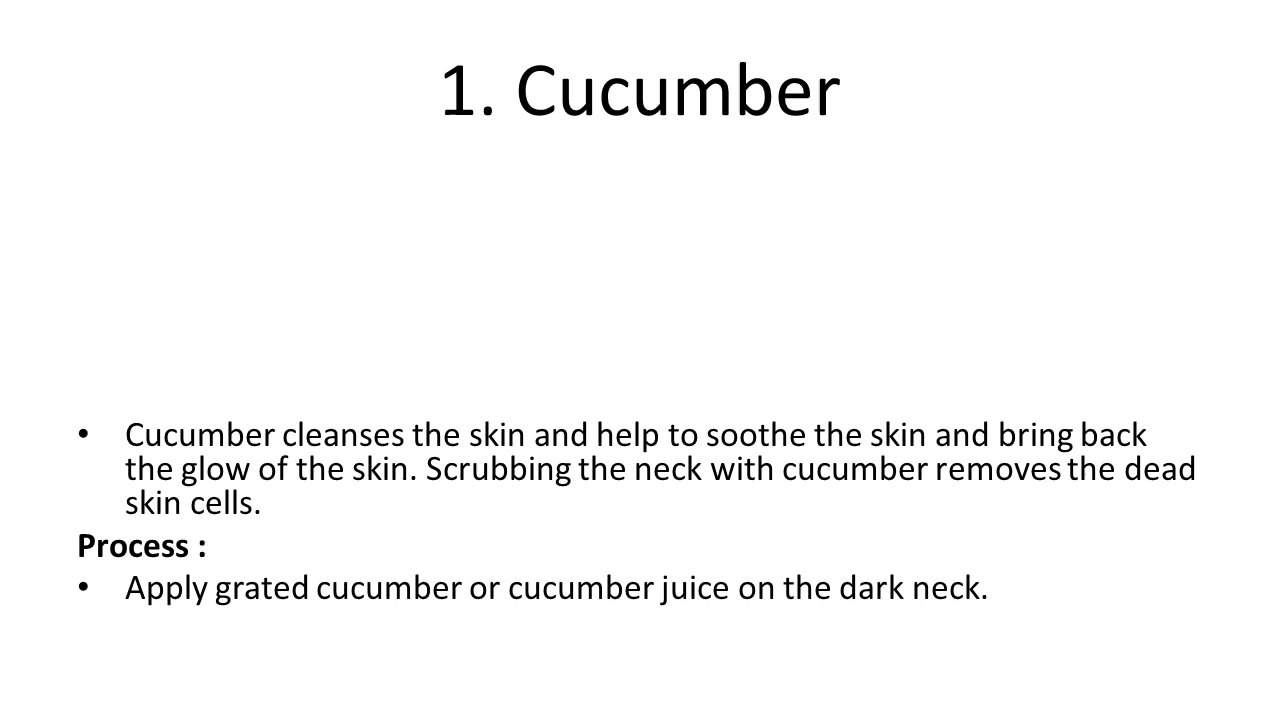 1. Cucumber
• Cucumber cleanses the skin and help to soothe the skin and bring back
the glow of the skin. Scrubbing the neck with cucumber removes the dead
skin cells.
Process :
• Apply grated cucumber or cucumber juice on the dark neck.